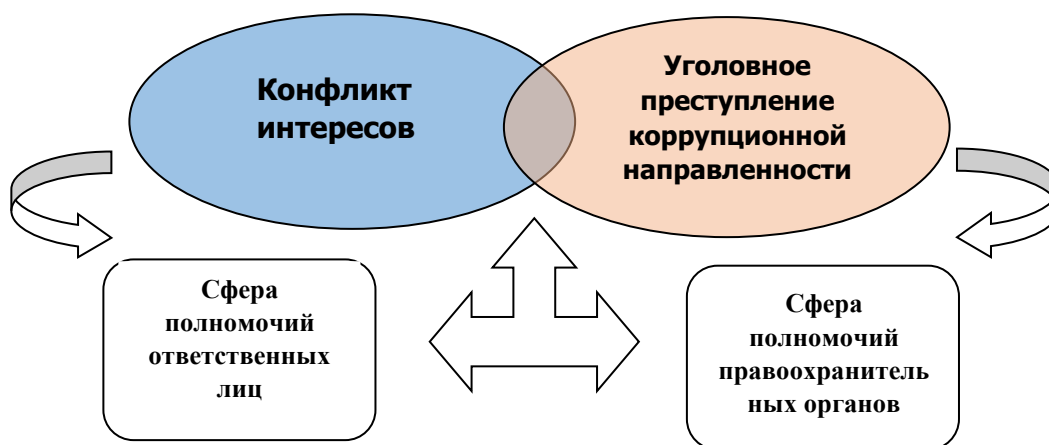 Конфликт
интересов
Уголовное
преступление
коррупционной
направленности
Сфера
полномочий
ответственных
лиц
Сфера
полномочий
правоохранитель
ных органов